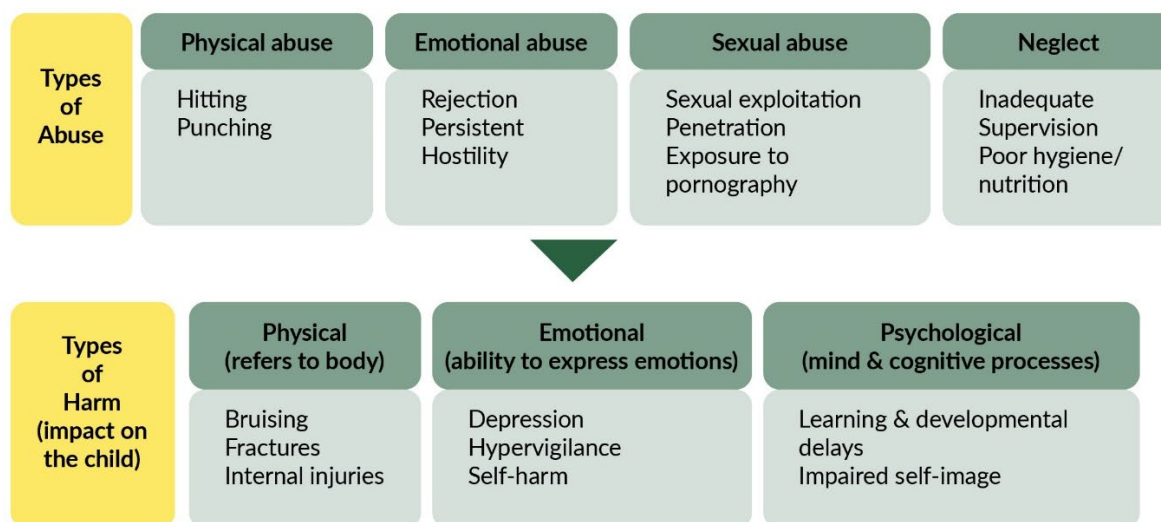 Types
of
Abuse
Physical abuse
Hitting
Punching
Emotional abuse
Rejection
Persistent
Hostility
Sexual abuse
Sexual exploitation
Penetration
Exposure to
pornography
Neglect
Inadequate
Supervision
Poor hygiene/
nutrition
Types
of
Harm
(impact on
the child)
Physical
(refers to body)
Bruising
Fractures
Internal injuries
Emotional
(ability to express emotions)
Depression
Hypervigilance
Self-harm
Psychological
(mind & cognitive processes)
Learning & developmental
delays
Impaired self-image